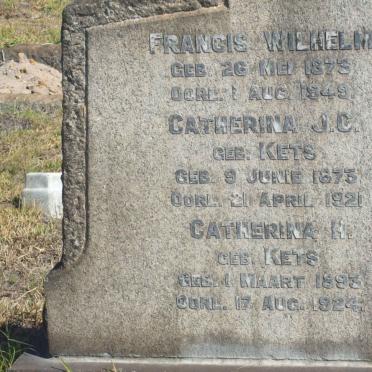 FRANCIS WILHELM
GEB. 26 MEI 1873
OORL. 1 AUG. 1949.
CATHERINA J.C.
GEB. KETS
GEB. 9 JUNIE 1873
OORL. 21 APRIL 1921
CATHERINA H.
GEB. KETS
GEB. 1 MAART 1893
OORL. 17 AUG. 1924.